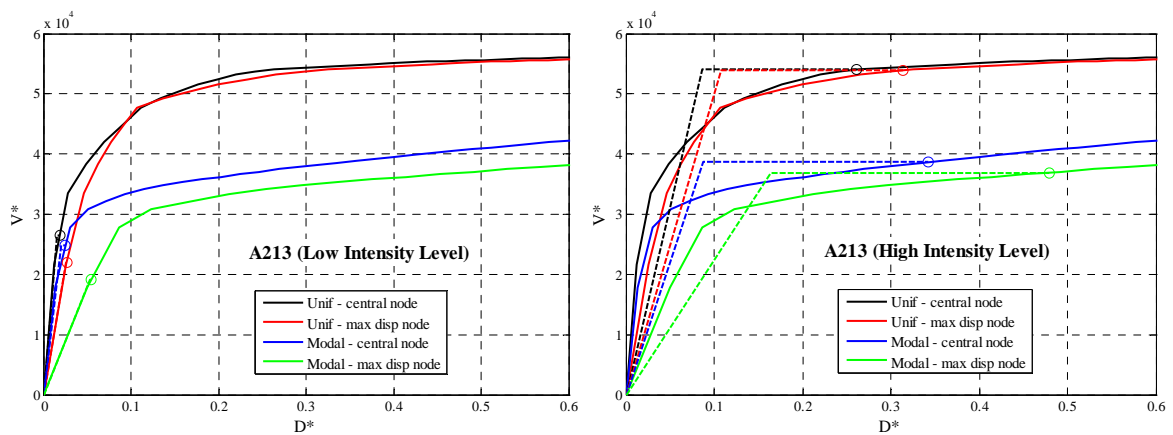 x 10⁴
6
5
4
3
2
1
0
V*
0
0.1
0.2
0.3
0.4
0.5
0.6
D*
A213 (Low Intensity Level)
Unif - central node
Unif - max disp node
Modal - central node
Modal - max disp node
x 10⁴
6
5
4
3
2
1
0
V*
0
0.1
0.2
0.3
0.4
0.5
0.6
D*
A213 (High Intensity Level)
Unif - central node
Unif - max disp node
Modal - central node
Modal - max disp node